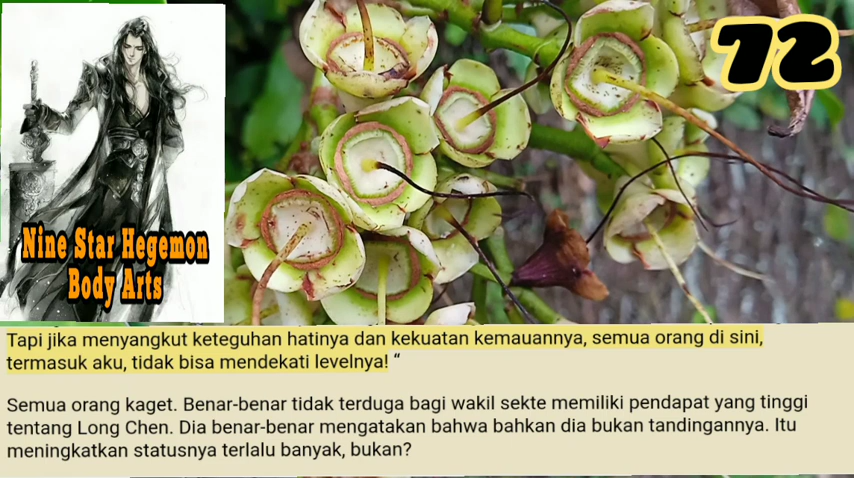 72
Nine Star Hegemon
Body Arts
Tapi jika menyangkut keteguhan hatinya dan kekuatan kemauannya, semua orang di sini,
termasuk aku, tidak bisa mendekati levelnya! “
Semua orang kaget. Benar-benar tidak terduga bagi wakil sekte memiliki pendapat yang tinggi
tentang Long Chen. Dia benar-benar mengatakan bahwa bahkan dia bukan tandingannya. Itu
meningkatkan statusnya terlalu banyak, bukan?